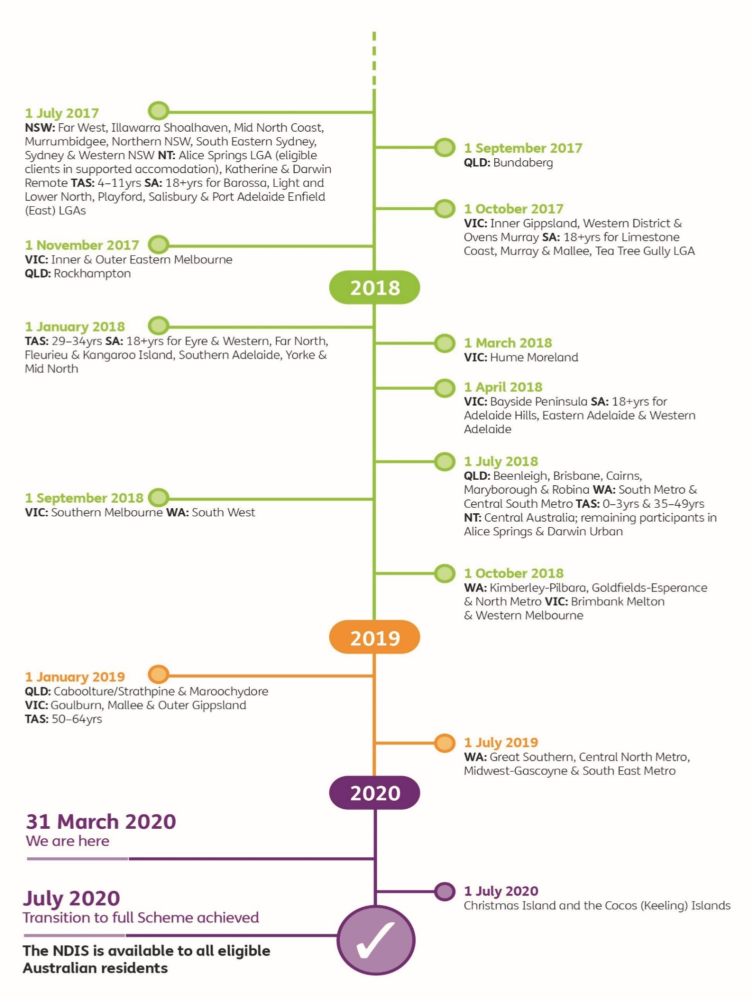 1 July 2017
NSW: Far West, Illawarra Shoalhaven, Mid North Coast,
Murrumbidgee, Northern NSW, South Eastern Sydney,
Sydney & Western NSW NT: Alice Springs LGA (eligible
clients in supported accomodation), Katherine & Darwin
Remote TAS: 4–11yrs SA: 18+yrs for Barossa, Light and
Lower North, Playford, Salisbury & Port Adelaide Enfield
(East) LGAs
1 September 2017
QLD: Bundaberg
1 October 2017
VIC: Inner Gippsland, Western District &
Ovens Murray SA: 18+yrs for Limestone
Coast, Murray & Mallee, Tea Tree Gully LGA
1 November 2017
VIC: Inner & Outer Eastern Melbourne
QLD: Rockhampton
2018
1 January 2018
TAS: 29–34yrs SA: 18+yrs for Eyre & Western, Far North,
Fleurieu & Kangaroo Island, Southern Adelaide, Yorke &
Mid North
1 March 2018
VIC: Hume Moreland
1 April 2018
VIC: Bayside Peninsula SA: 18+yrs for
Adelaide Hills, Eastern Adelaide & Western
Adelaide
1 July 2018
QLD: Beenleigh, Brisbane, Cairns,
Maryborough & Robina WA: South Metro &
Central South Metro TAS: 0–3yrs & 35–49yrs
NT: Central Australia; remaining participants in
Alice Springs & Darwin Urban
1 September 2018
VIC: Southern Melbourne WA: South West
1 October 2018
WA: Kimberley-Pilbara, Goldfields-Esperance
& North Metro VIC: Brimbank Melton
& Western Melbourne
2019
1 January 2019
QLD: Caboolture/Strathpine & Maroochydore
VIC: Goulburn, Mallee & Outer Gippsland
TAS: 50–64yrs
1 July 2019
WA: Great Southern, Central North Metro,
Midwest-Gascoyne & South East Metro
2020
31 March 2020
We are here
1 July 2020
Christmas Island and the Cocos (Keeling) Islands
July 2020
Transition to full Scheme achieved
The NDIS is available to all eligible
Australian residents